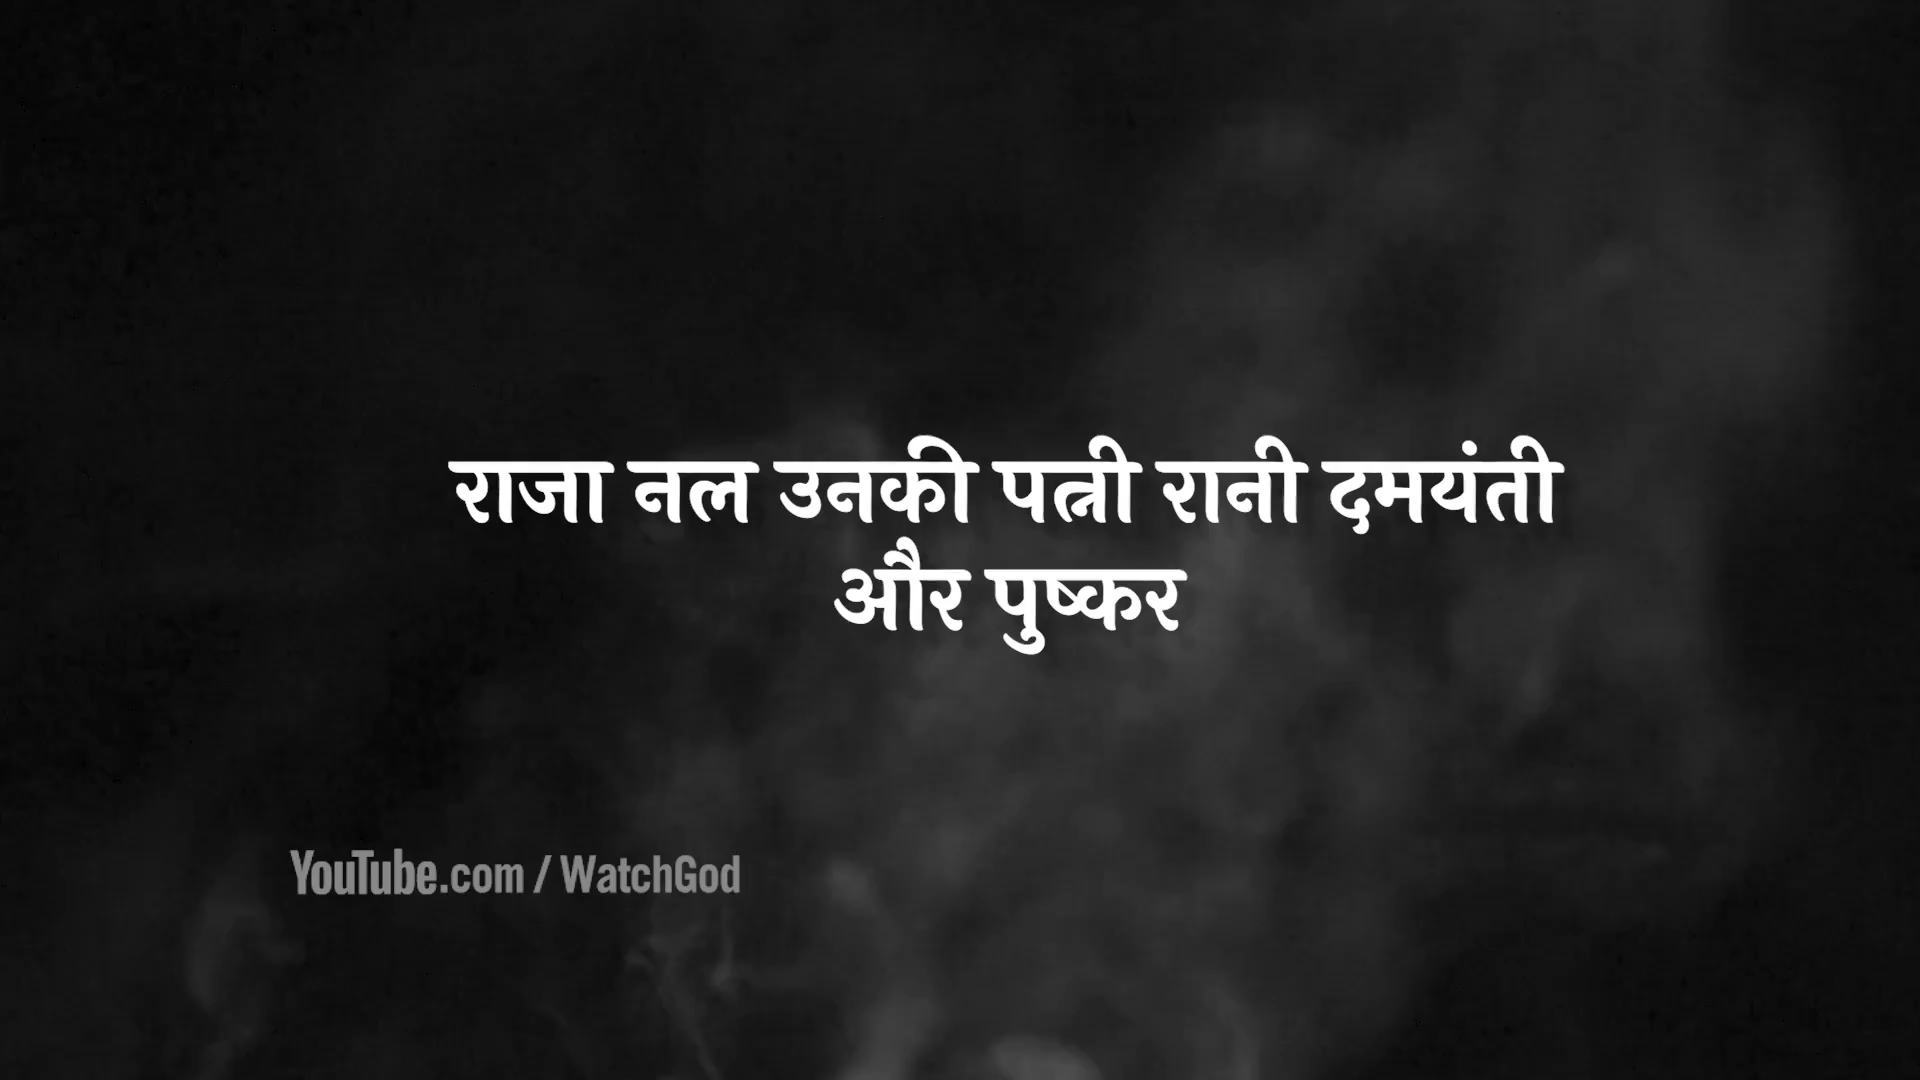 राजा नल उनकी पत्नी रानी दमयंती
और पुष्कर
YouTube.com / WatchGod